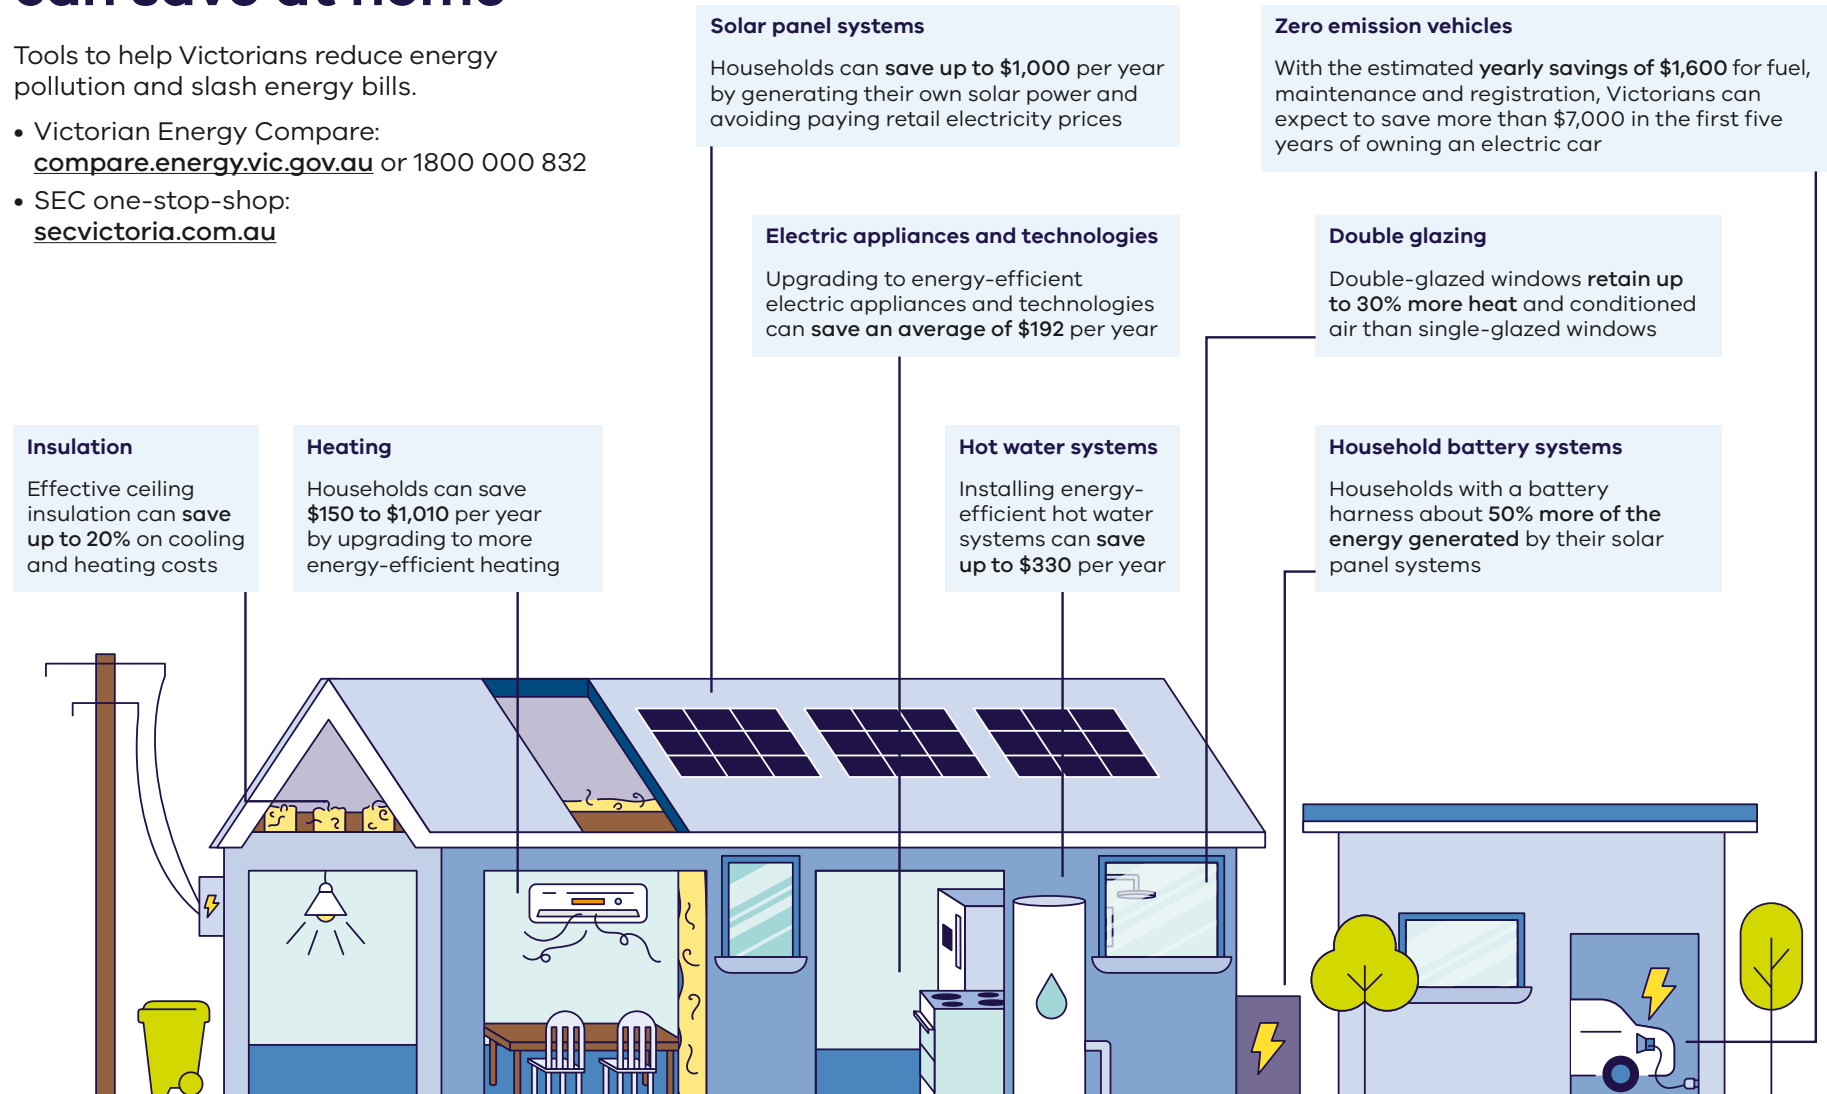 can save at home
Tools to help Victorians reduce energy
pollution and slash energy bills.
• Victorian Energy Compare:
compare.energy.vic.gov.au or 1800 000 832
• SEC one-stop-shop:
secvictoria.com.au
Solar panel systems
Households can save up to $1,000 per year
by generating their own solar power and
avoiding paying retail electricity prices
Zero emission vehicles
With the estimated yearly savings of $1,600 for fuel,
maintenance and registration, Victorians can
expect to save more than $7,000 in the first five
years of owning an electric car
Electric appliances and technologies
Upgrading to energy-efficient
electric appliances and technologies
can save an average of $192 per year
Double glazing
Double-glazed windows retain up
to 30% more heat and conditioned
air than single-glazed windows
Insulation
Effective ceiling
insulation can save
up to 20% on cooling
and heating costs
Heating
Households can save
$150 to $1,010 per year
by upgrading to more
energy-efficient heating
Hot water systems
Installing energy-
efficient hot water
systems can save
up to $330 per year
Household battery systems
Households with a battery
harness about 50% more of the
energy generated by their solar
panel systems